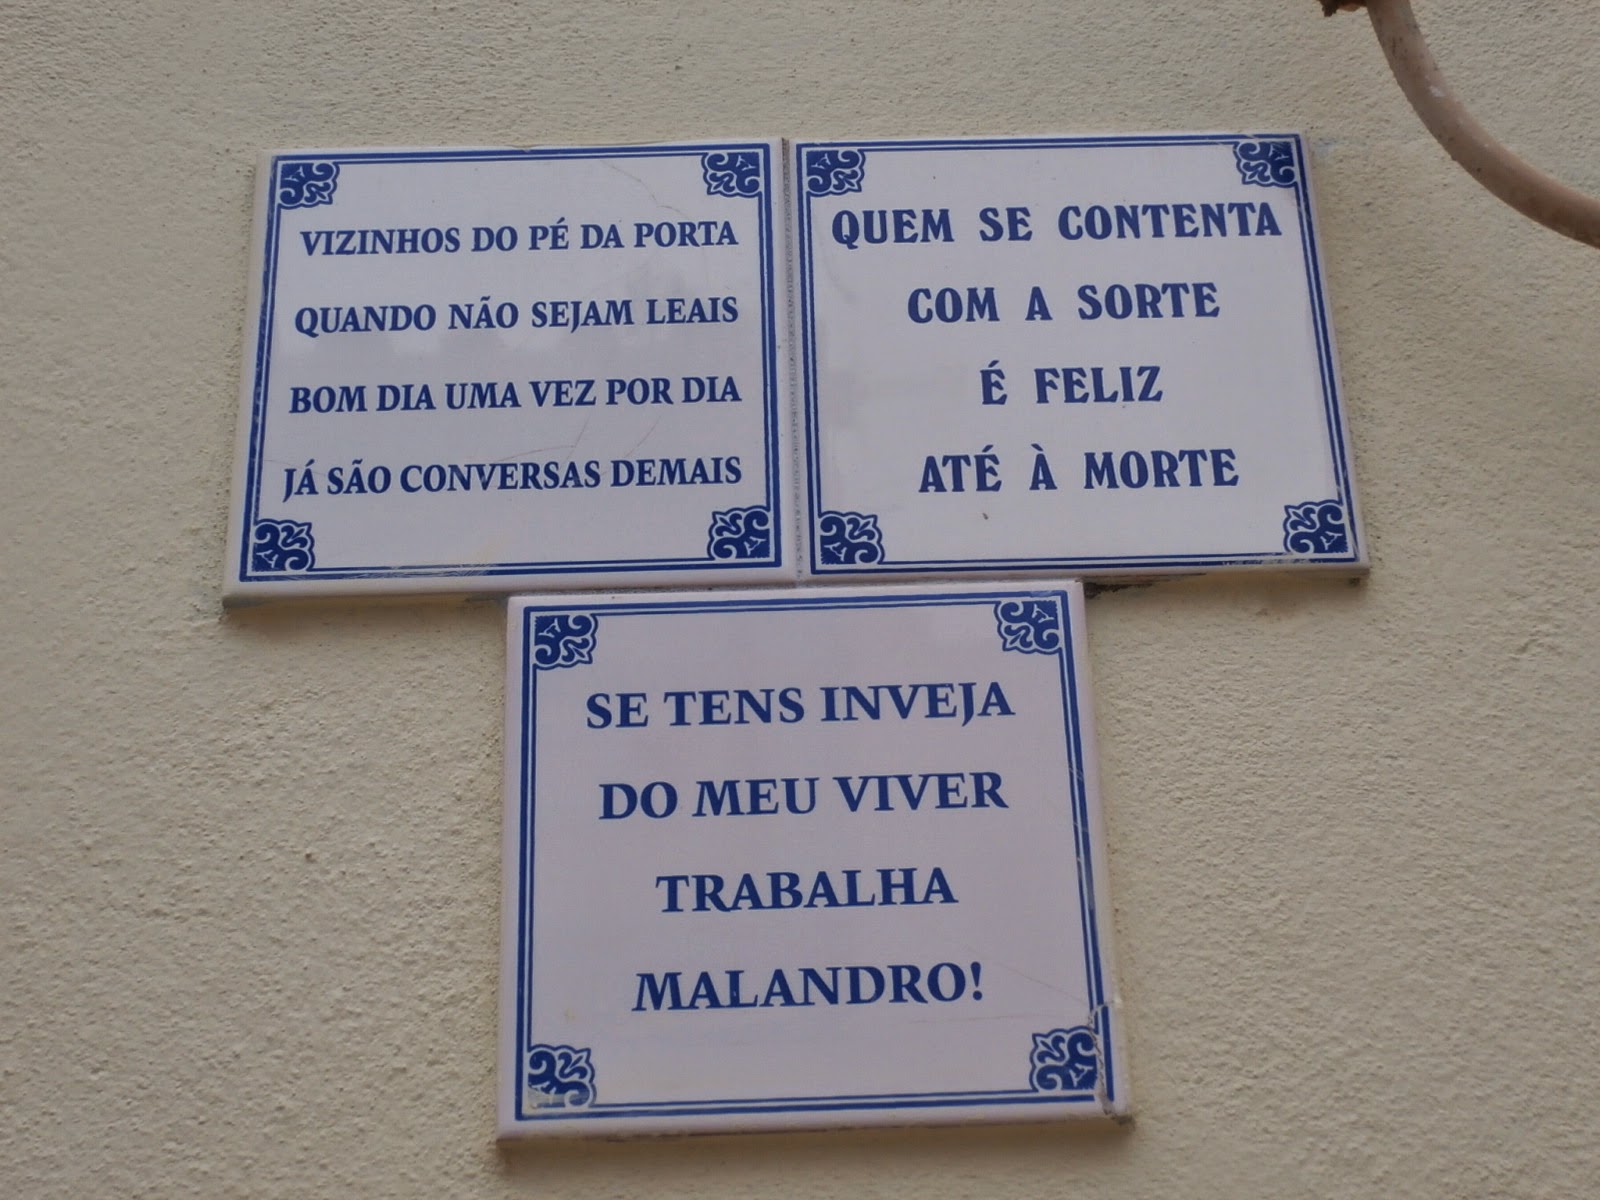 VIZINHOS DO PÉ DA PORTA
QUANDO NÃO SEJAM LEAIS
BOM DIA UMA VEZ POR DIA
JÁ SÃO CONVERSAS DEMAIS
QUEM SE CONTENTA
COM A SORTE
É FELIZ
ATÉ À MORTE
SE TENS INVEJA
DO MEU VIVER
TRABALHA
MALANDRO!